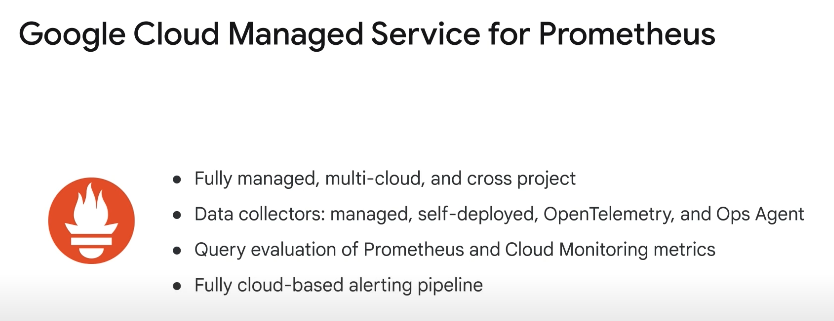 Google Cloud Managed Service for Prometheus
● Fully managed, multi-cloud, and cross project
● Data collectors: managed, self-deployed, OpenTelemetry, and Ops Agent
● Query evaluation of Prometheus and Cloud Monitoring metrics
● Fully cloud-based alerting pipeline